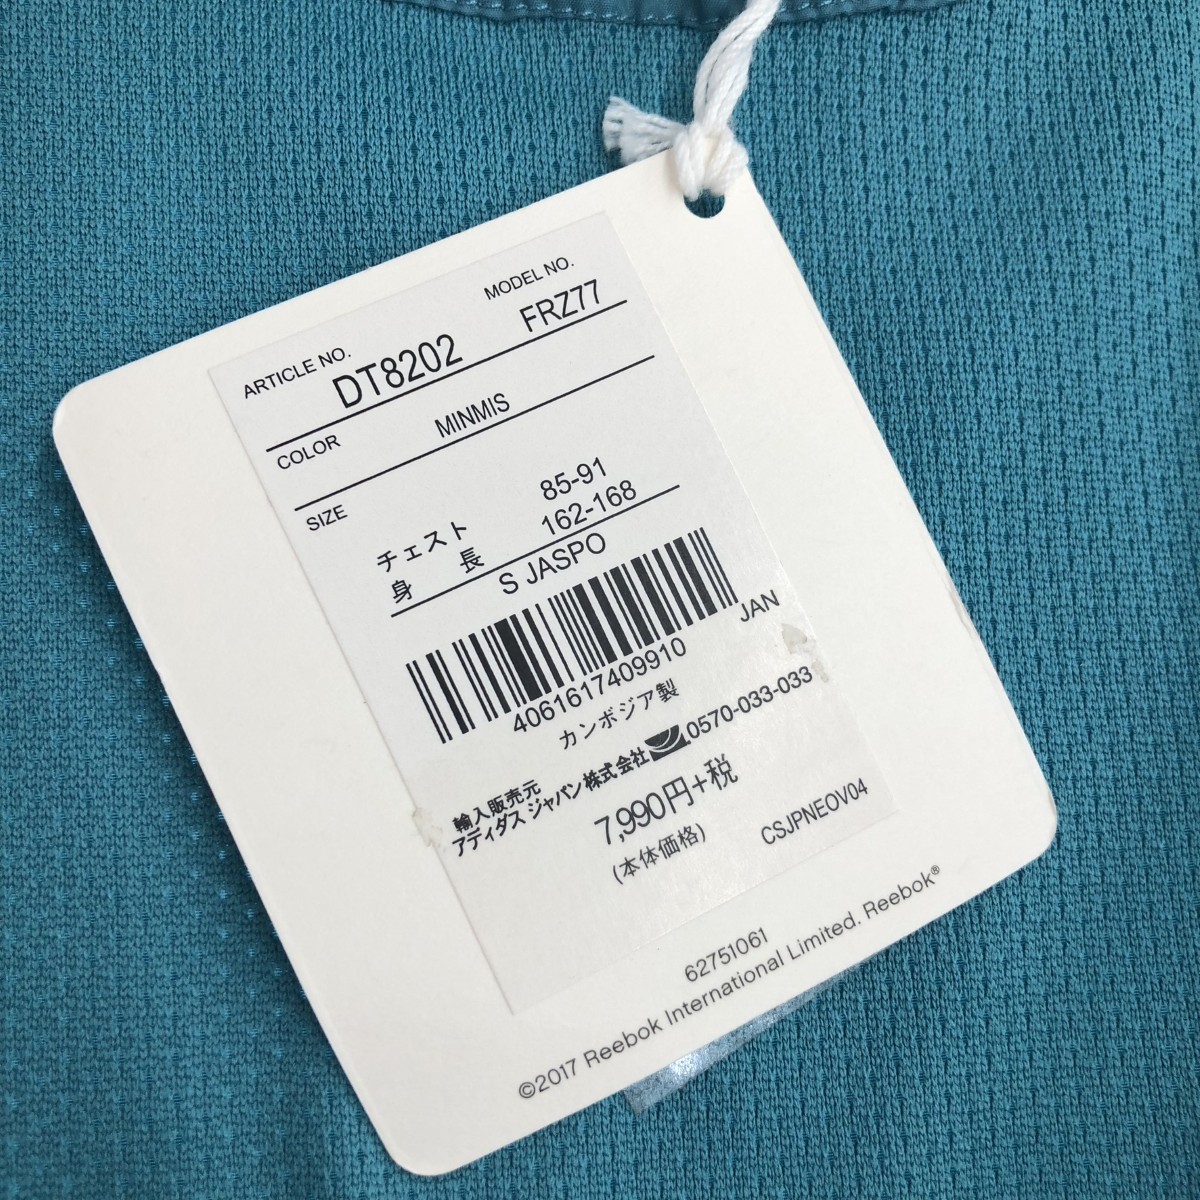 ARTICLE NO. MODEL NO.
DT8202 FRZ77
COLOR MINMIS
SIZE
チェスト 85-91
身長 162-168
S JASPO
4061617409910 JAN
カンボジア製
輸入販売元
アディダス ジャパン株式会社 0570-033-033
7,990円+税
(本体価格)
CSJPNEOV04
62751061
©2017 Reebok International Limited. Reebok®